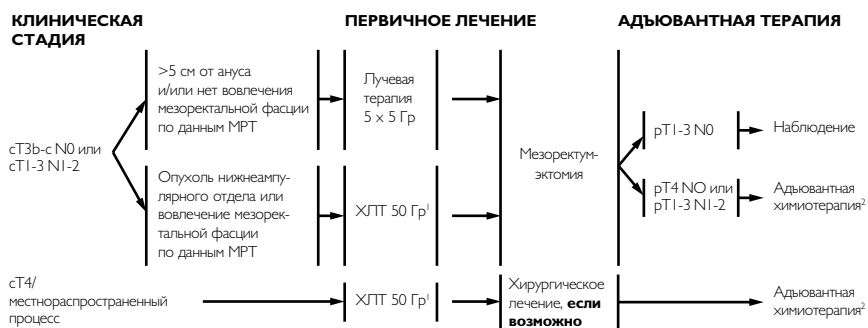 КЛИНИЧЕСКАЯ
СТАДИЯ
ПЕРВИЧНОЕ ЛЕЧЕНИЕ
АДЪЮВАНТНАЯ ТЕРАПИЯ
cT3b-c N0 или
cT1-3 N1-2
>5 см от ануса
и/или нет вовлечения
мезоректальной фасции
по данным МРТ
Лучевая
терапия
5 x 5 Гр
Опухоль нижнеампу-
лярного отдела или
вовлечение мезорек-
тальной фасции
по данным МРТ
ХЛТ 50 Гр¹
Мезоректум-
эктомия
pT1-3 N0
Наблюдение
pT4 NO или
pT1-3 N1-2
Адъювантная
химиотерапия²
cT4/
местнораспространенный
процесс
ХЛТ 50 Гр¹
Хирургическое
лечение, если
возможно
Адъювантная
химиотерапия²